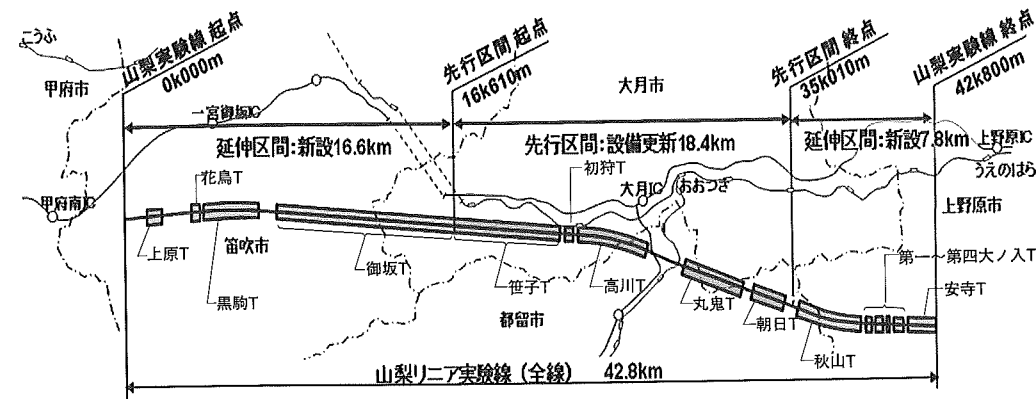 こうふ
甲府市
山梨実験線 起点
0k000m
先行区間 起点
16k610m
大月市
先行区間 終点
35k010m
山梨実験線 終点
42k800m
一宮御坂IC
延伸区間:新設16.6km
先行区間:設備更新18.4km
延伸区間:新設7.8km
上野原IC
うえのはら
花鳥T
初狩T
大月IC
おおつき
甲府南IC
上野原市
上原T
笛吹市
御坂T
笹子T
高川T
丸鬼T
第一~第四大ノ入T
安寺T
黒駒T
都留市
朝日T
秋山T
山梨リニア実験線（全線） 42.8km